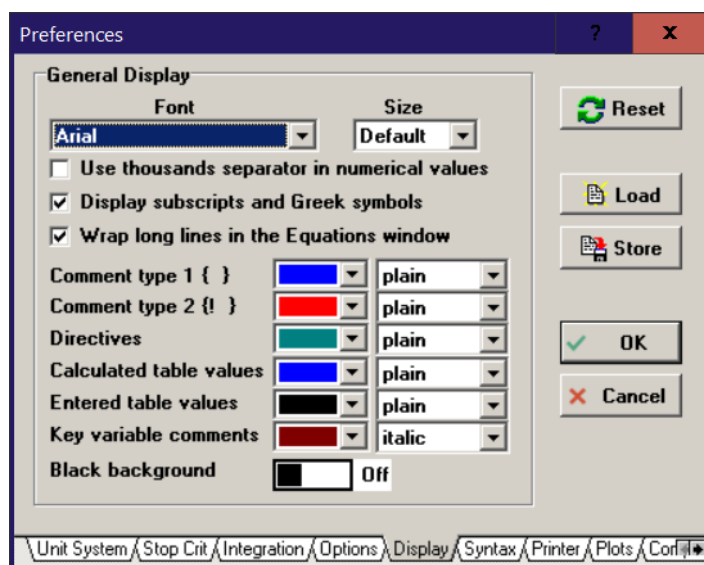 Preferences
? x
General Display
Font Size
Arial Default
Use thousands separator in numerical values
Display subscripts and Greek symbols
Wrap long lines in the Equations window
Comment type 1 { } plain
Comment type 2 {! } plain
Directives plain
Calculated table values plain
Entered table values plain
Key variable comments italic
Black background Off
Reset
Load
Store
OK
Cancel
Unit System Stop Crit Integration Options Display Syntax Printer Plots